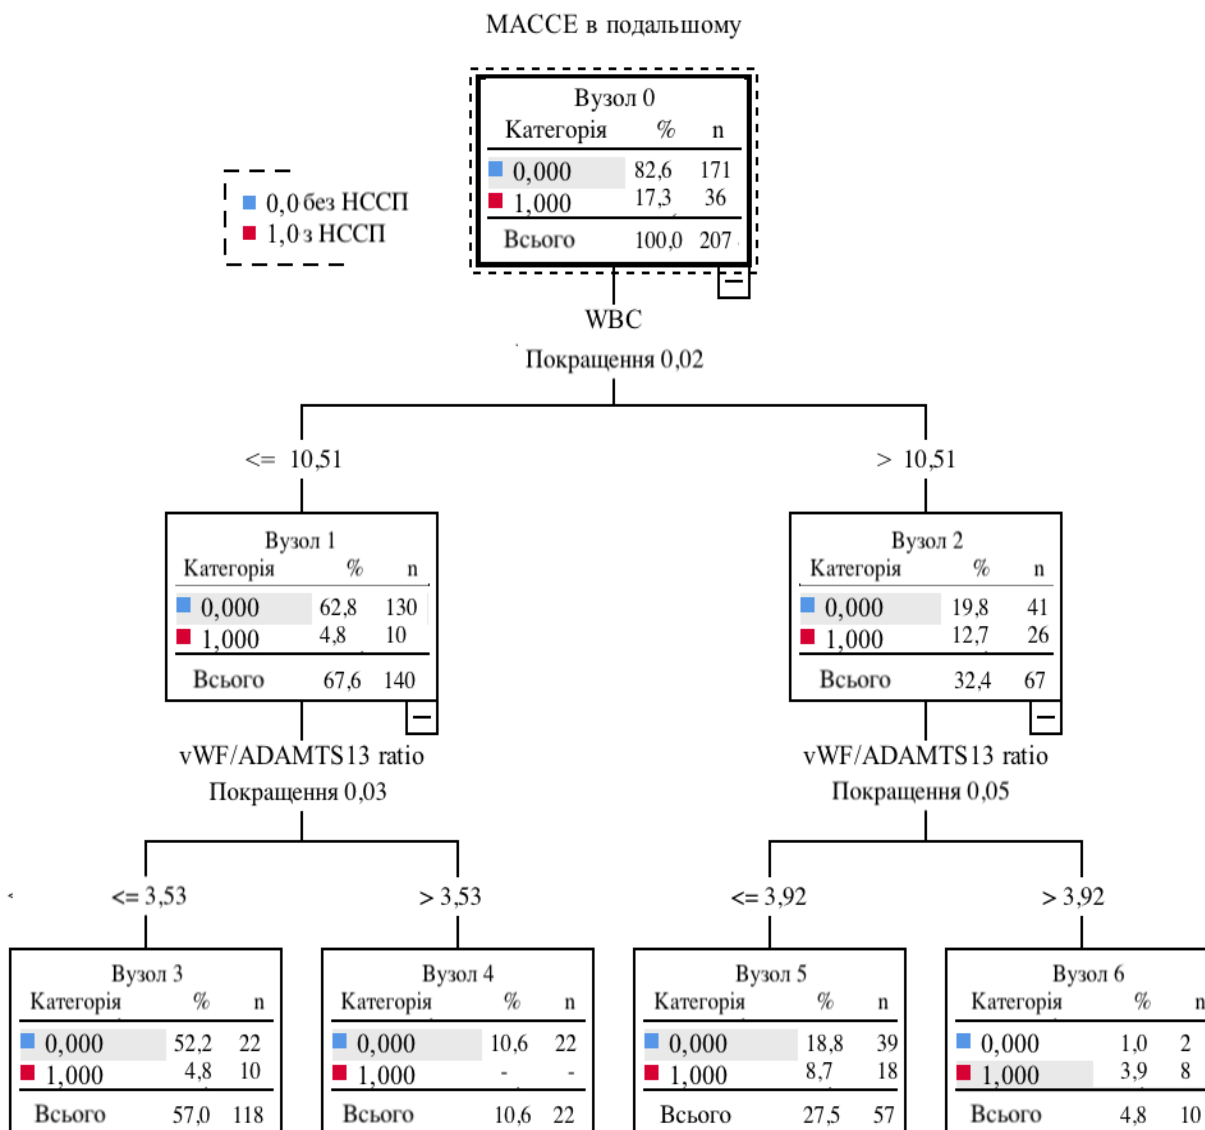 МАССЕ в подальшому
Вузол 0
Категорія % n
0,000 82,6 171
1,000 17,3 36
Всього 100,0 207
0,0 без НССП
1,0 з НССП
WBC
Покращення 0,02
<= 10,51
> 10,51
Вузол 1
Категорія % n
0,000 62,8 130
1,000 4,8 10
Всього 67,6 140
Вузол 2
Категорія % n
0,000 19,8 41
1,000 12,7 26
Всього 32,4 67
vWF/ADAMTS13 ratio
Покращення 0,03
vWF/ADAMTS13 ratio
Покращення 0,05
<= 3,53
> 3,53
<= 3,92
> 3,92
Вузол 3
Категорія % n
0,000 52,2 22
1,000 4,8 10
Всього 57,0 118
Вузол 4
Категорія % n
0,000 10,6 22
1,000 - -
Всього 10,6 22
Вузол 5
Категорія % n
0,000 18,8 39
1,000 8,7 18
Всього 27,5 57
Вузол 6
Категорія % n
0,000 1,0 2
1,000 3,9 8
Всього 4,8 10